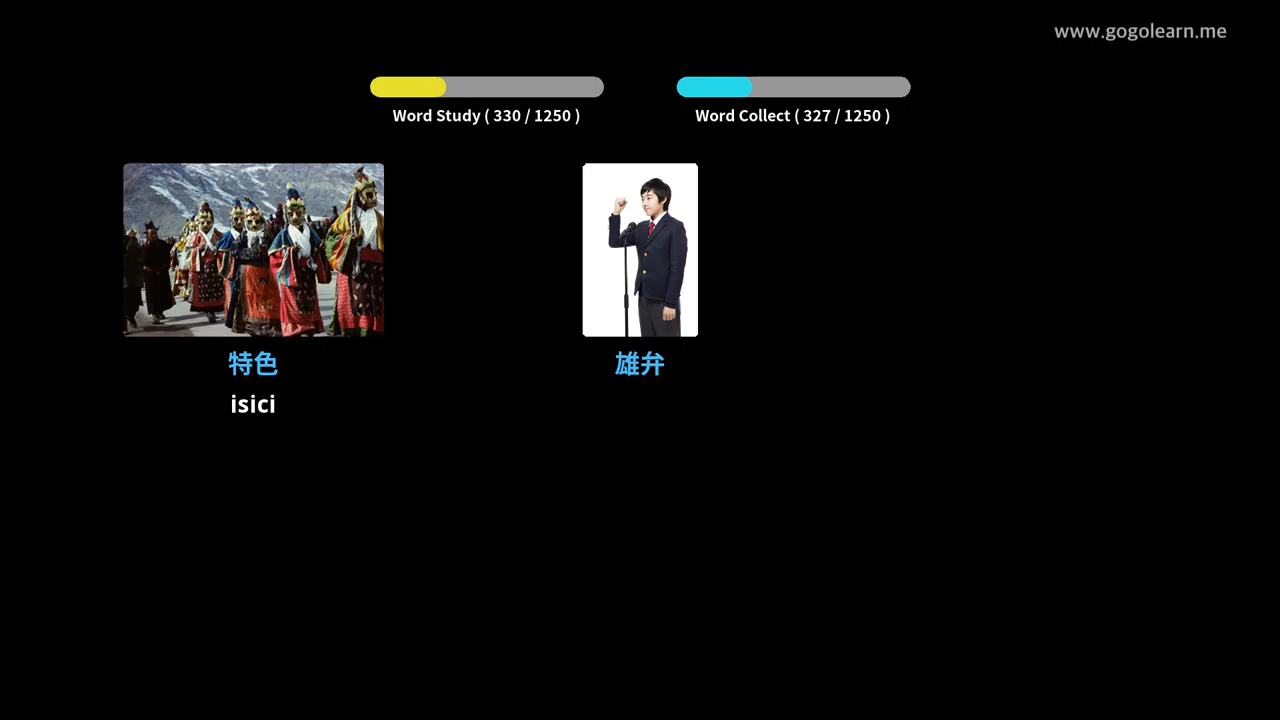 www.gogolearn.me
Word Study ( 330 / 1250 )
Word Collect ( 327 / 1250 )
特色
雄弁
isici